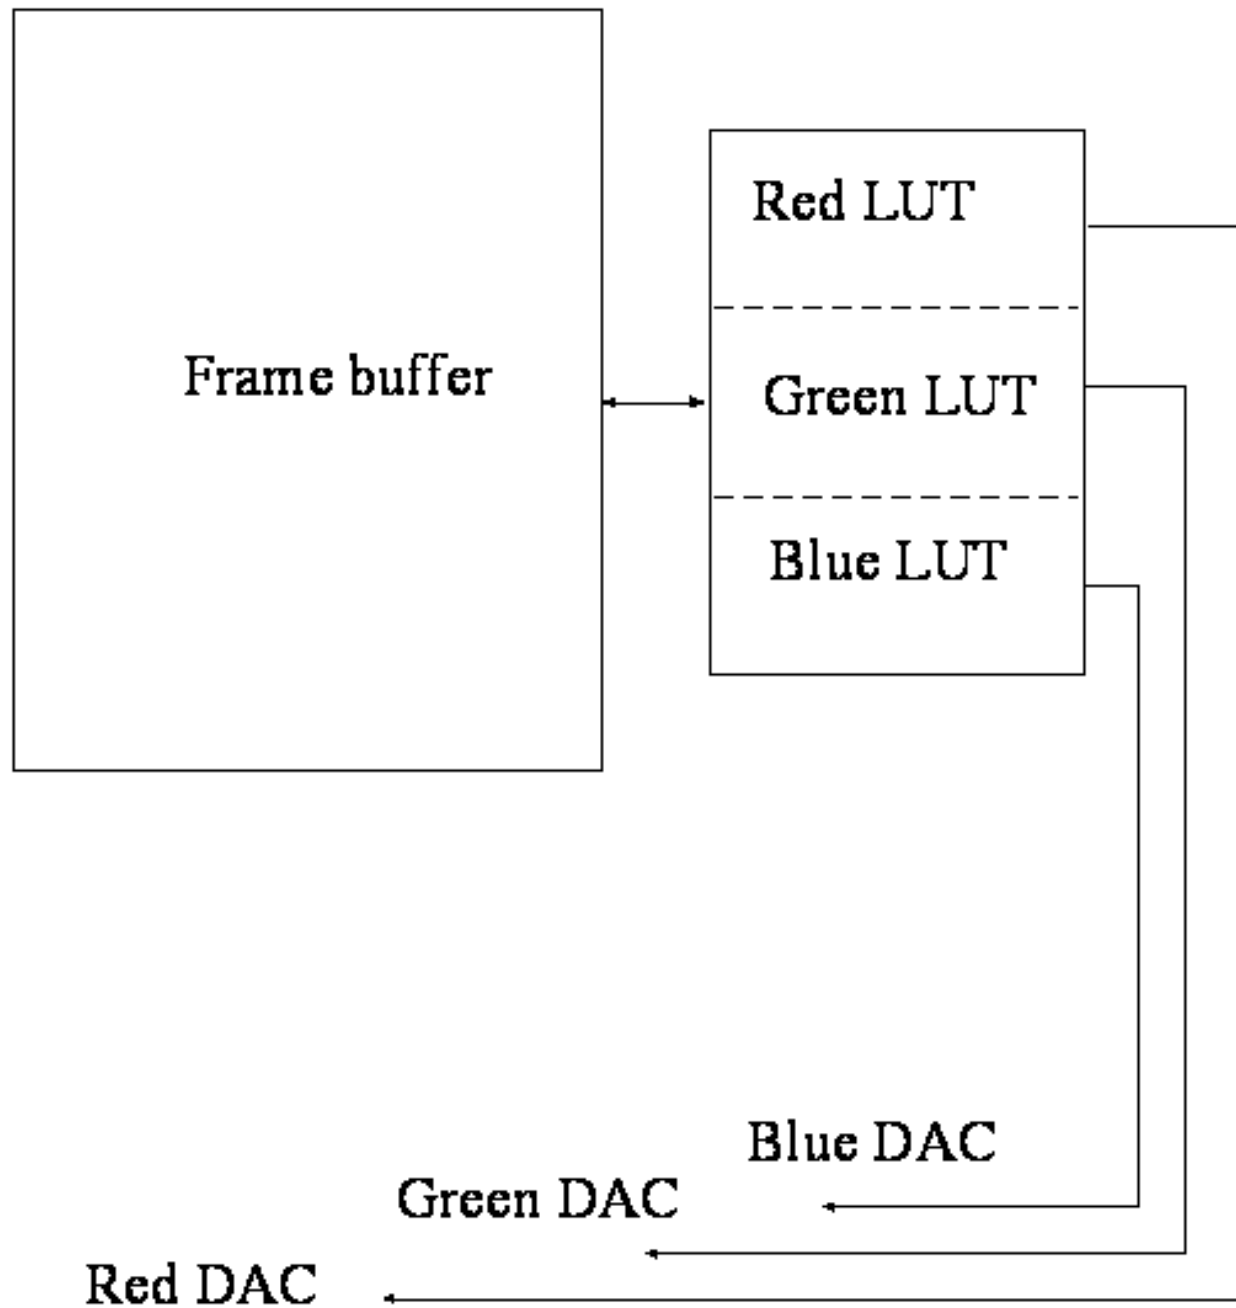 Red LUT
Frame buffer
Green LUT
Blue LUT
Blue DAC
Green DAC
Red DAC